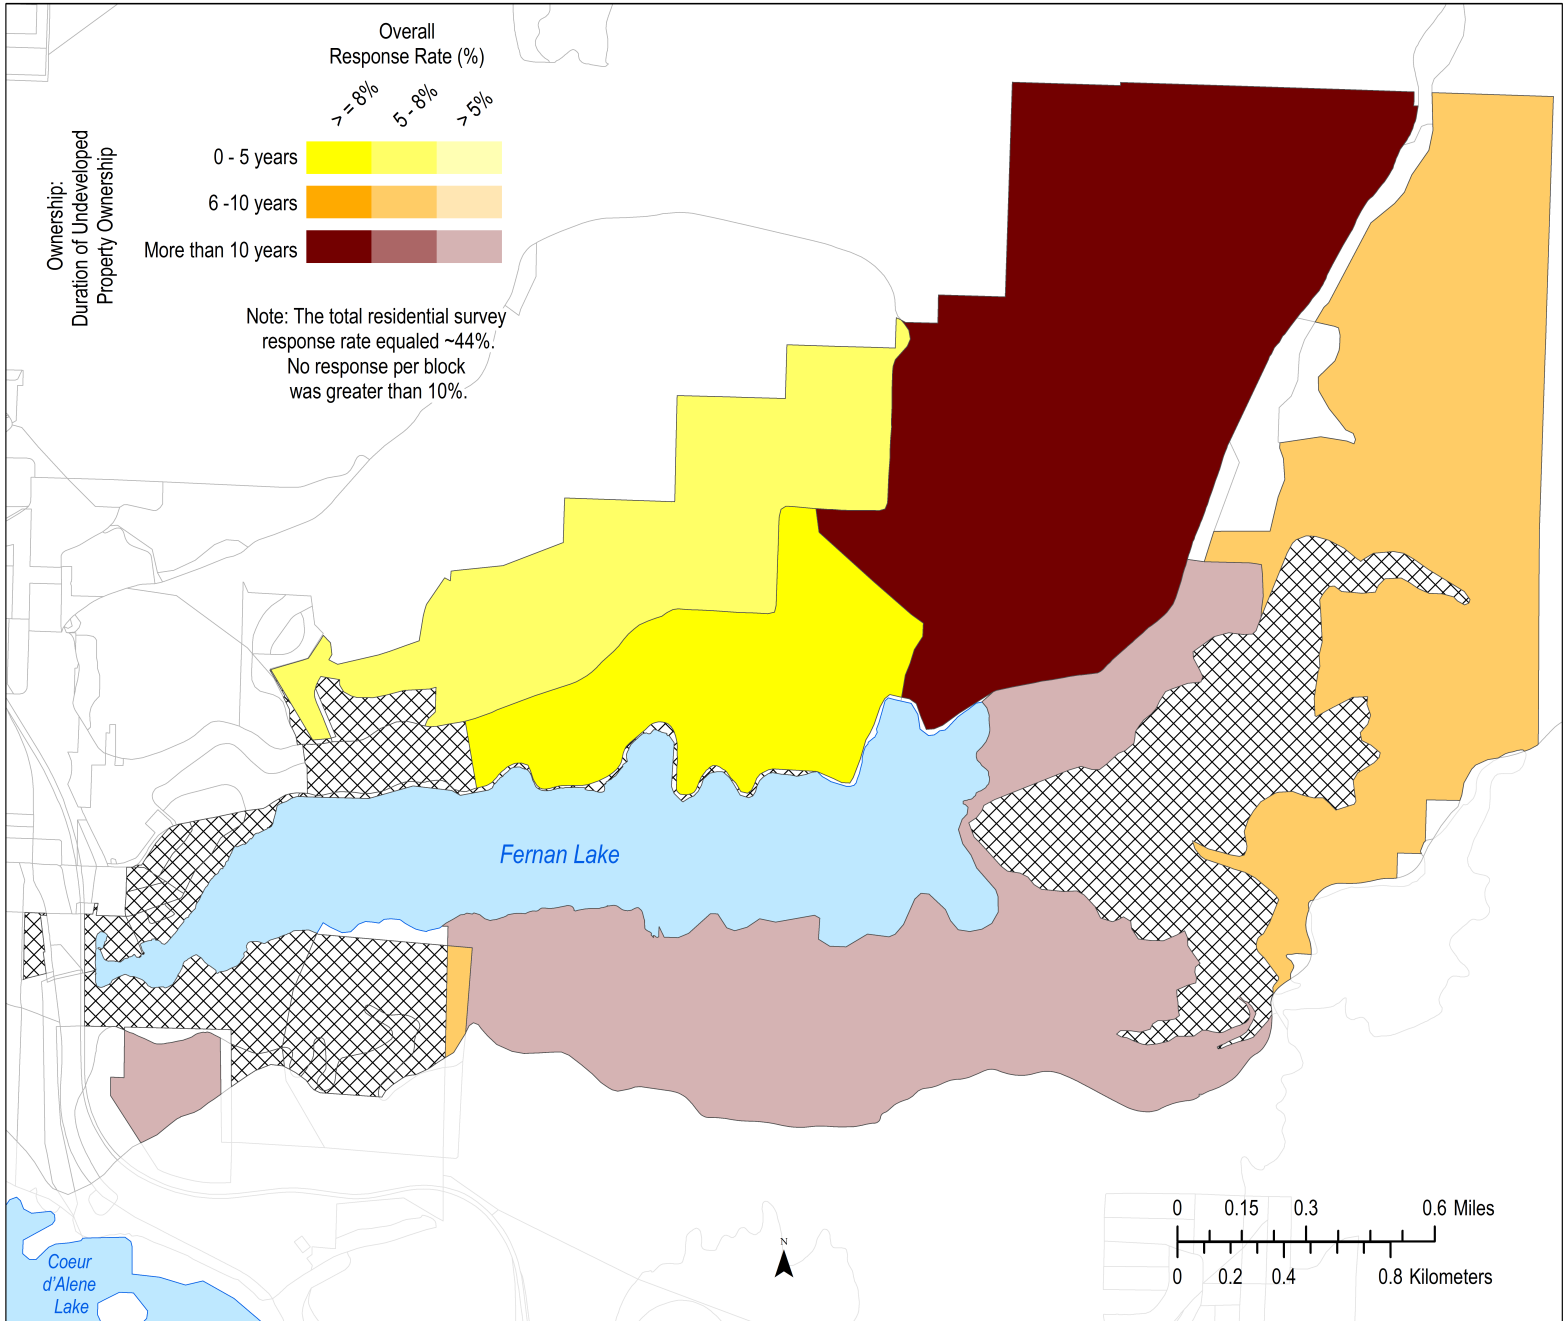 Overall
Response Rate (%)
> = 8%
5 - 8%
> 5%
Ownership:
Duration of Undeveloped
Property Ownership
0 - 5 years
6 -10 years
More than 10 years
Note: The total residential survey
response rate equaled ~44%.
No response per block
was greater than 10%.
Fernan Lake
Coeur
d'Alene
Lake
N
0 0.15 0.3 0.6 Miles
0 0.2 0.4 0.8 Kilometers